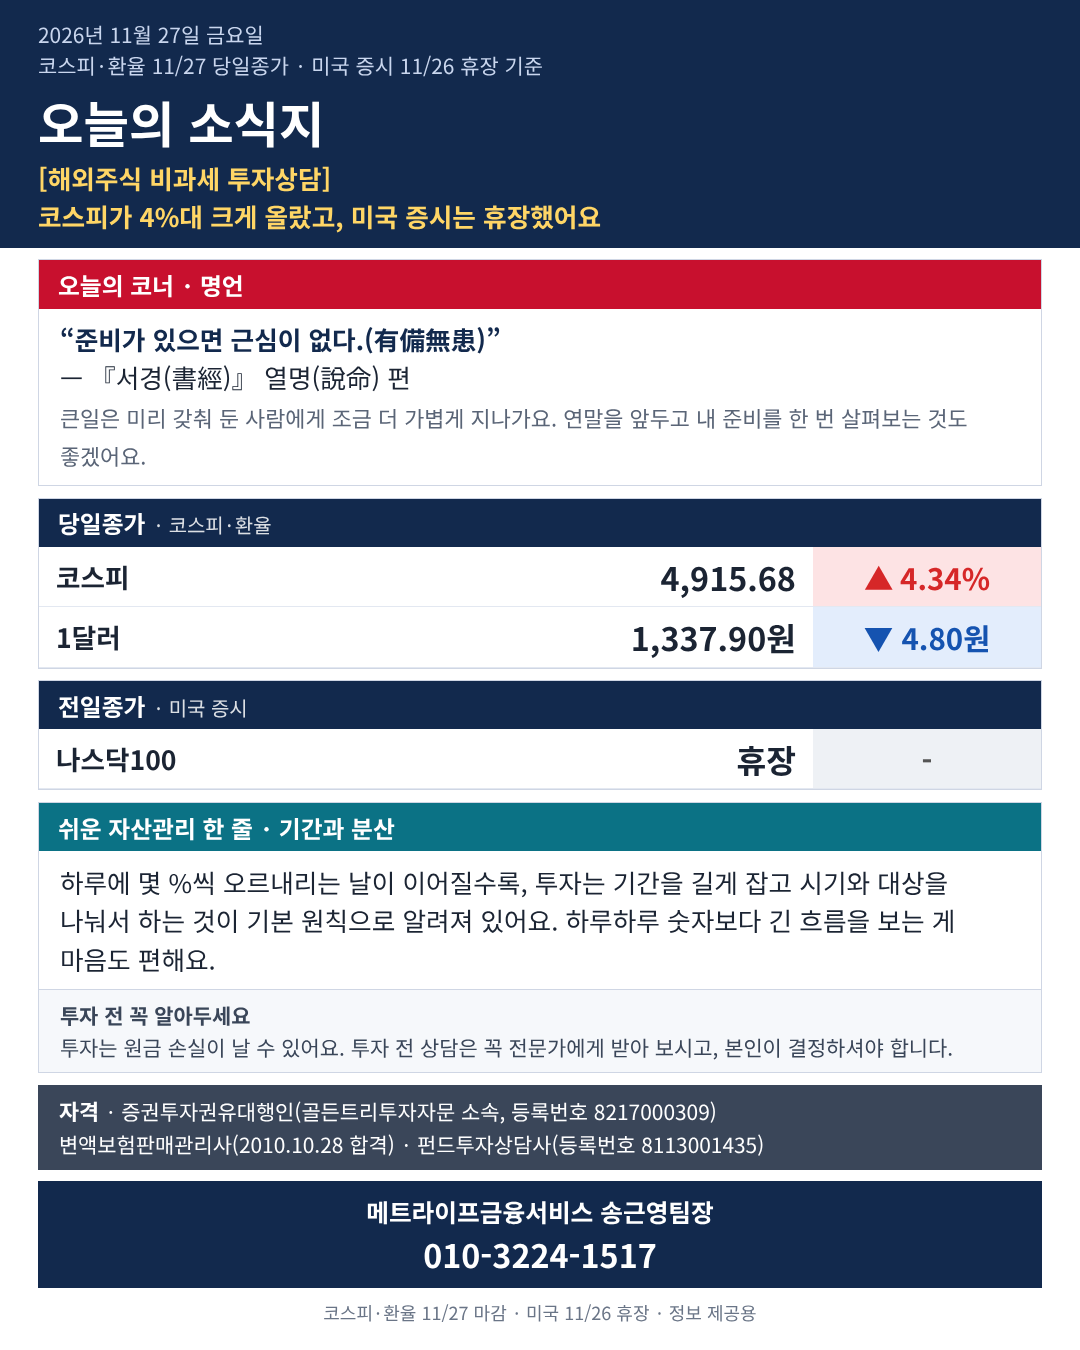 2026년 11월 27일 금요일
코스피·환율 11/27 당일종가 · 미국 증시 11/26 휴장 기준
오늘의 소식지
[해외주식 비과세 투자상담]
코스피가 4%대 크게 올랐고, 미국 증시는 휴장했어요
오늘의 코너 · 명언
“준비가 있으면 근심이 없다.(有備無患)”
— 『서경(書經)』 열명(說命) 편
큰일은 미리 갖춰 둔 사람에게 조금 더 가볍게 지나가요. 연말을 앞두고 내 준비를 한 번 살펴보는 것도
좋겠어요.
당일종가 · 코스피·환율
코스피 4,915.68 ▲ 4.34%
1달러 1,337.90원 ▼ 4.80원
전일종가 · 미국 증시
나스닥100 휴장 -
쉬운 자산관리 한 줄 · 기간과 분산
하루에 몇 %씩 오르내리는 날이 이어질수록, 투자는 기간을 길게 잡고 시기와 대상을
나눠서 하는 것이 기본 원칙으로 알려져 있어요. 하루하루 숫자보다 긴 흐름을 보는 게
마음도 편해요.
투자 전 꼭 알아두세요
투자는 원금 손실이 날 수 있어요. 투자 전 상담은 꼭 전문가에게 받아 보시고, 본인이 결정하셔야 합니다.
자격 · 증권투자권유대행인(골든트리투자자문 소속, 등록번호 8217000309)
변액보험판매관리사(2010.10.28 합격) · 펀드투자상담사(등록번호 8113001435)
메트라이프금융서비스 송근영팀장
010-3224-1517
코스피·환율 11/27 마감 · 미국 11/26 휴장 · 정보 제공용